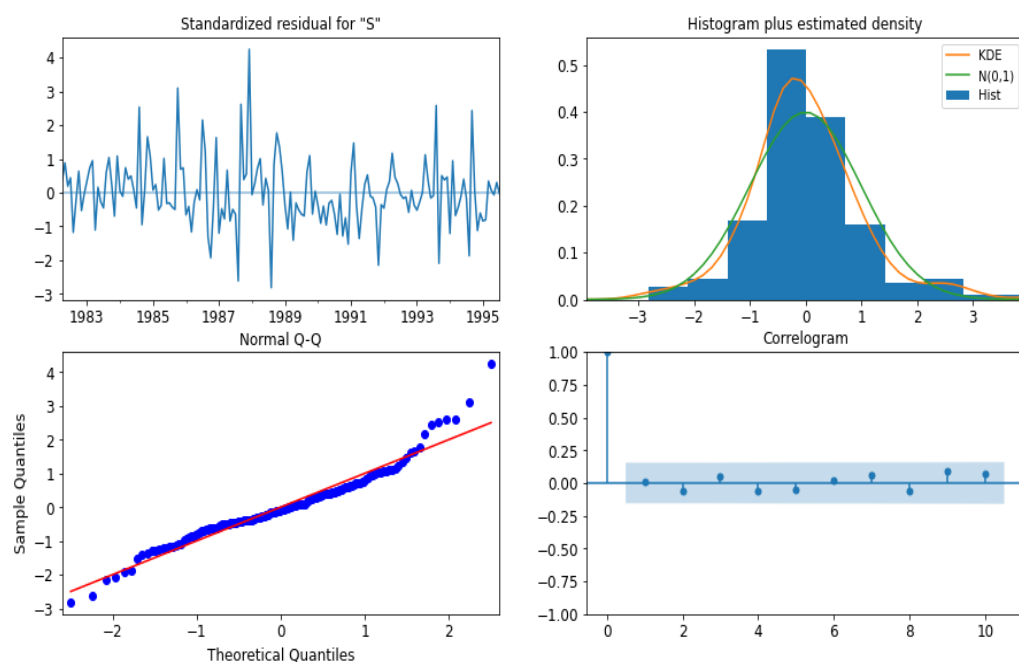 Standardized residual for "S"
4
3
2
1
0
−1
−2
−3
1983 1985 1987 1989 1991 1993 1995
Histogram plus estimated density
KDE
N(0,1)
Hist
0.5
0.4
0.3
0.2
0.1
0.0
−3 −2 −1 0 1 2 3
Normal Q-Q
Sample Quantiles
4
3
2
1
0
−1
−2
−3
−2 −1 0 1 2
Theoretical Quantiles
Correlogram
1.00
0.75
0.50
0.25
0.00
−0.25
−0.50
−0.75
−1.00
0 2 4 6 8 10